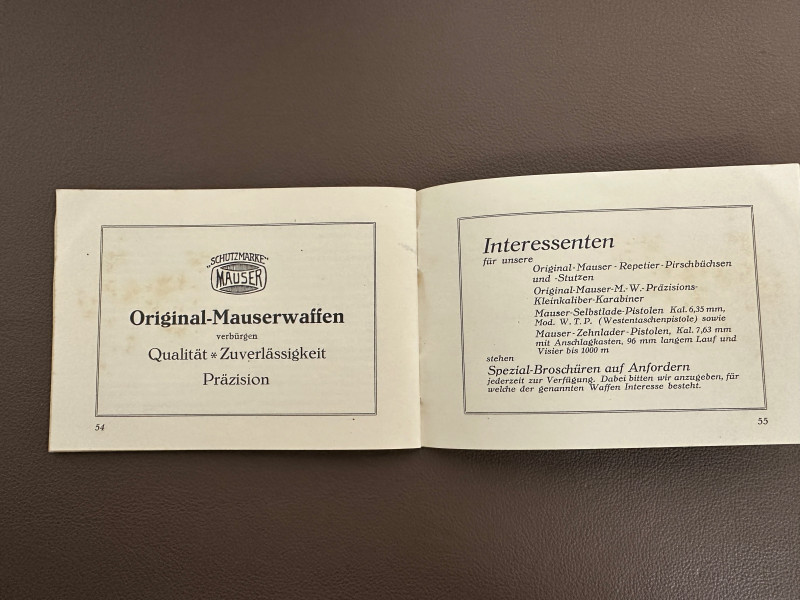 „SCHUTZMARKE"
MAUSER
Original-Mauserwaffen
verbürgen
Qualität * Zuverlässigkeit
Präzision
54
Interessenten
für unsere
Original-Mauser-Repetier-Pirschbüchsen
und -Stutzen
Original-Mauser-M.-W.-Präzisions-
Kleinkaliber-Karabiner
Mauser-Selbstlade-Pistolen Kal. 6,35 mm,
Mod. W. T. P. (Westentaschenpistole) sowie
Mauser-Zehnlader-Pistolen, Kal. 7,63 mm
mit Anschlagkasten, 96 mm langem Lauf und
Visier bis 1000 m
stehen
Spezial-Broschüren auf Anfordern
jederzeit zur Verfügung. Dabei bitten wir anzugeben, für
welche der genannten Waffen Interesse besteht.
55